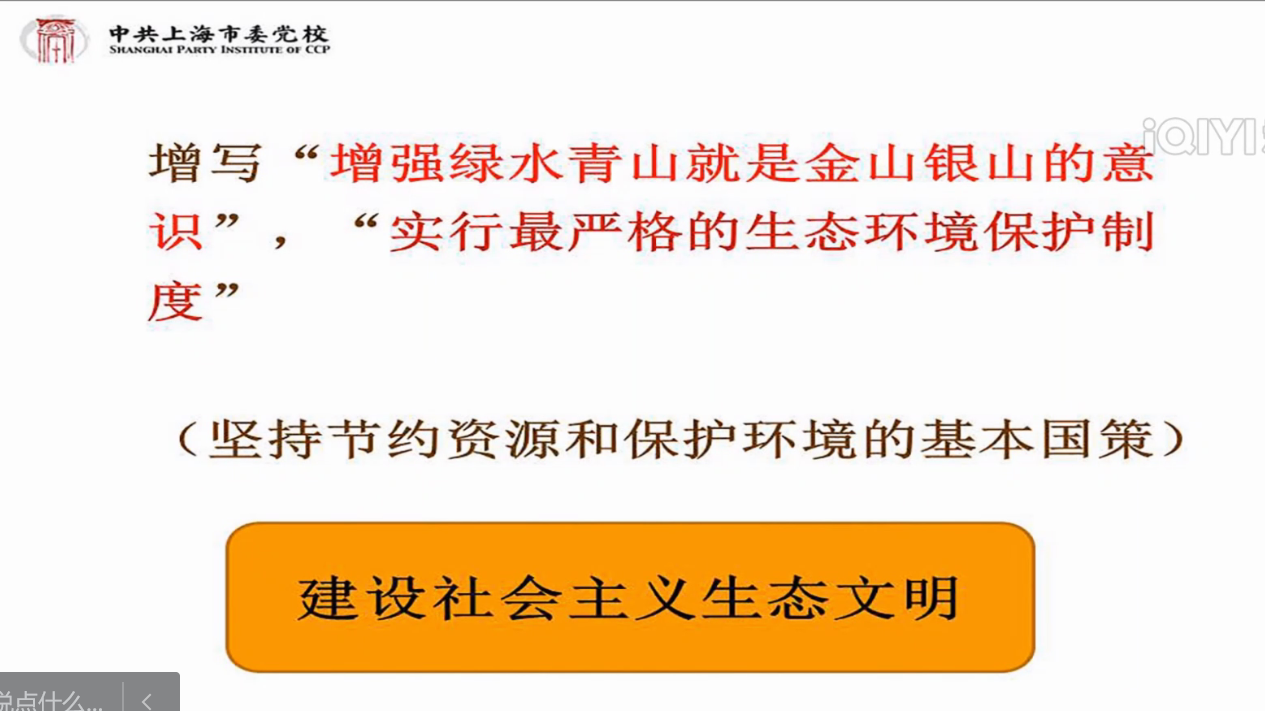 中共上海市委党校
SHANGHAI PARTY INSTITUTE OF CCP
iQIYI
增写“增强绿水青山就是金山银山的意
识”，“实行最严格的生态环境保护制
度”
（坚持节约资源和保护环境的基本国策）
建设社会主义生态文明
说点什么...